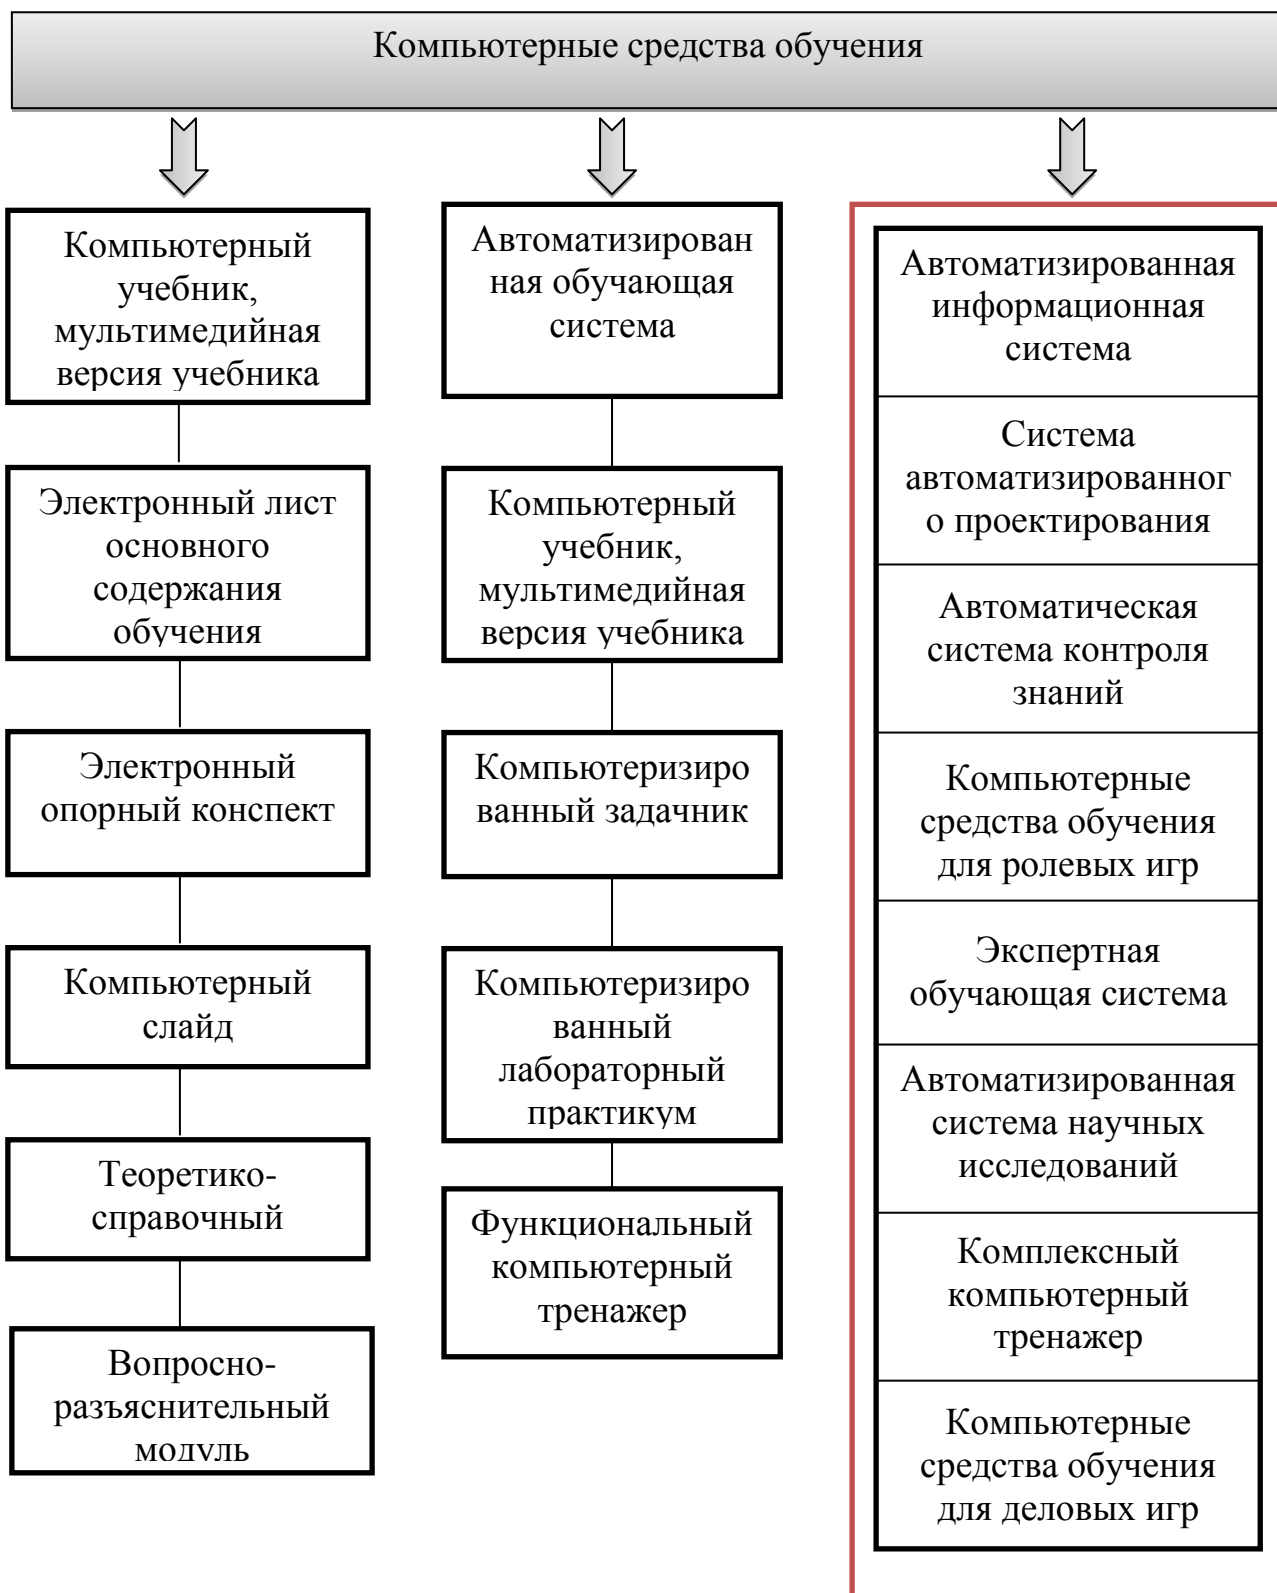 Компьютерные средства обучения
Компьютерный
учебник,
мультимедийная
версия учебника
Электронный лист
основного
содержания
обучения
Электронный
опорный конспект
Компьютерный
слайд
Теоретико-
справочный
Вопросно-
разъяснительный
модуль
Автоматизирован
ная обучающая
система
Компьютерный
учебник,
мультимедийная
версия учебника
Компьютеризиро
ванный задачник
Компьютеризиро
ванный
лабораторный
практикум
Функциональный
компьютерный
тренажер
Автоматизированная
информационная
система
Система
автоматизированног
о проектирования
Автоматическая
система контроля
знаний
Компьютерные
средства обучения
для ролевых игр
Экспертная
обучающая система
Автоматизированная
система научных
исследований
Комплексный
компьютерный
тренажер
Компьютерные
средства обучения
для деловых игр